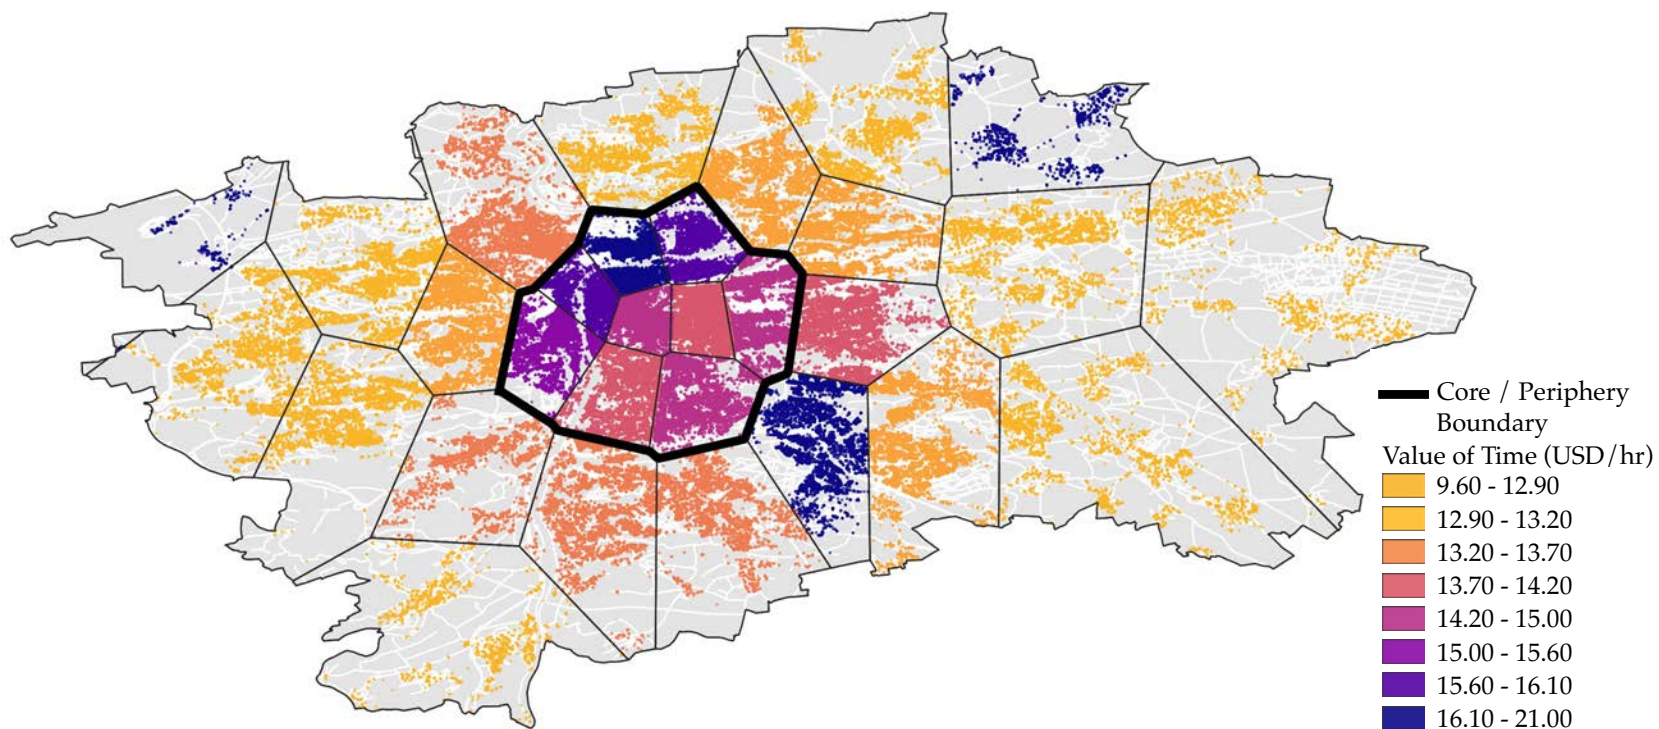 Core / Periphery
Boundary
Value of Time (USD/hr)
9.60 - 12.90
12.90 - 13.20
13.20 - 13.70
13.70 - 14.20
14.20 - 15.00
15.00 - 15.60
15.60 - 16.10
16.10 - 21.00